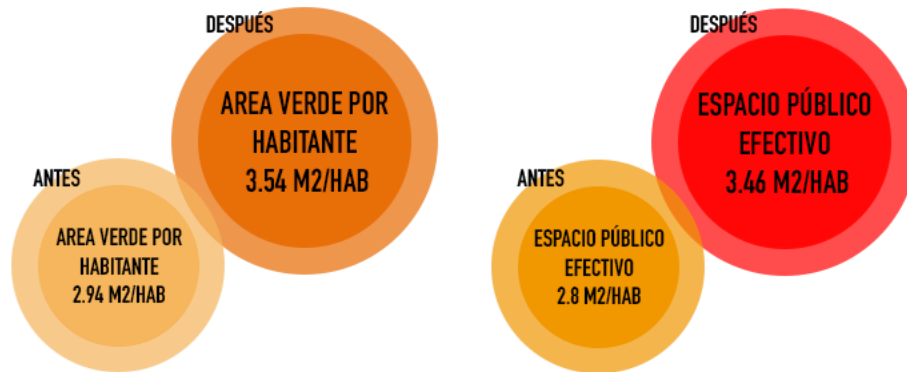 DESPUÉS
AREA VERDE POR
HABITANTE
3.54 M2/HAB
ANTES
AREA VERDE POR
HABITANTE
2.94 M2/HAB
DESPUÉS
ESPACIO PÚBLICO
EFECTIVO
3.46 M2/HAB
ANTES
ESPACIO PÚBLICO
EFECTIVO
2.8 M2/HAB